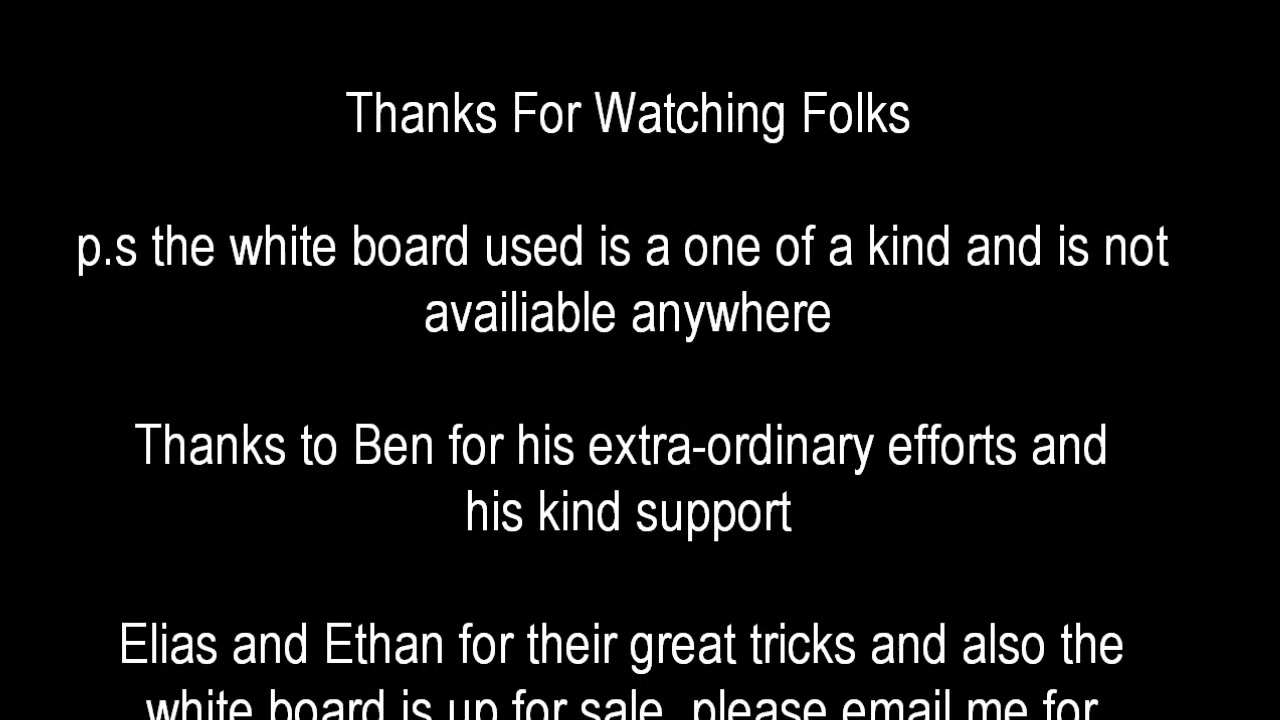 Thanks For Watching Folks
p.s the white board used is a one of a kind and is not
availiable anywhere
Thanks to Ben for his extra-ordinary efforts and
his kind support
Elias and Ethan for their great tricks and also the
white board is up for sale, please email me for